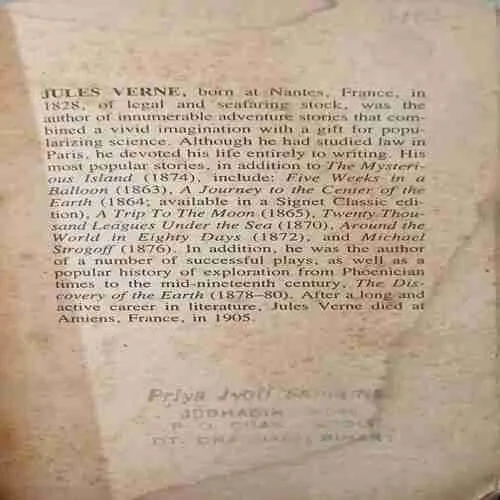 JULES VERNE, born at Nantes, France, in
1828, of legal and seafaring stock, was the
author of innumerable adventure stories that com-
bined a vivid imagination with a gift for popu-
larizing science. Although he had studied law in
Paris, he devoted his life entirely to writing. His
most popular stories, in addition to The Mysteri-
ous Island (1874), include: Five Weeks in a
Balloon (1863), A Journey to the Center of the
Earth (1864; available in a Signet Classic edi-
tion), A Trip To The Moon (1865), Twenty Thou-
sand Leagues Under the Sea (1870), Around the
World in Eighty Days (1872), and Michael
Strogoff (1876). In addition, he was the author
of a number of successful plays, as well as a
popular history of exploration from Phoenician
times to the mid-nineteenth century, The Dis-
covery of the Earth (1878–80). After a long and
active career in literature, Jules Verne died at
Amiens, France, in 1905.
Priya Jyoti